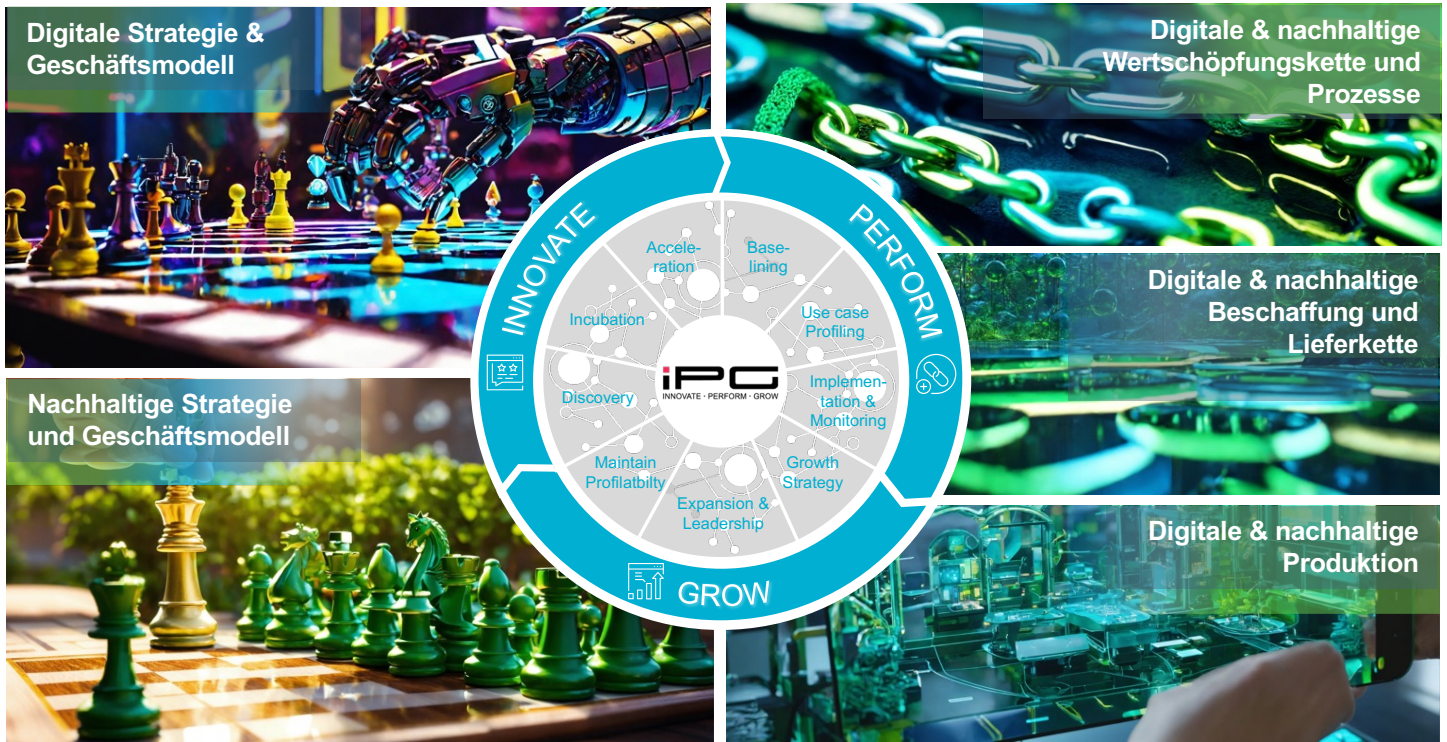 Digitale Strategie &
Geschäftsmodell
Digitale & nachhaltige
Wertschöpfungskette und
Prozesse
Digitale & nachhaltige
Beschaffung und
Lieferkette
Nachhaltige Strategie
und Geschäftsmodell
Digitale & nachhaltige
Produktion
INNOVATE
PERFORM
GROW
Accele-
ration
Base-
lining
Use case
Profiling
Implemen-
tation &
Monitoring
Growth
Strategy
Expansion &
Leadership
Maintain
Profilatbilty
Discovery
Incubation
iPG
INNOVATE · PERFORM · GROW